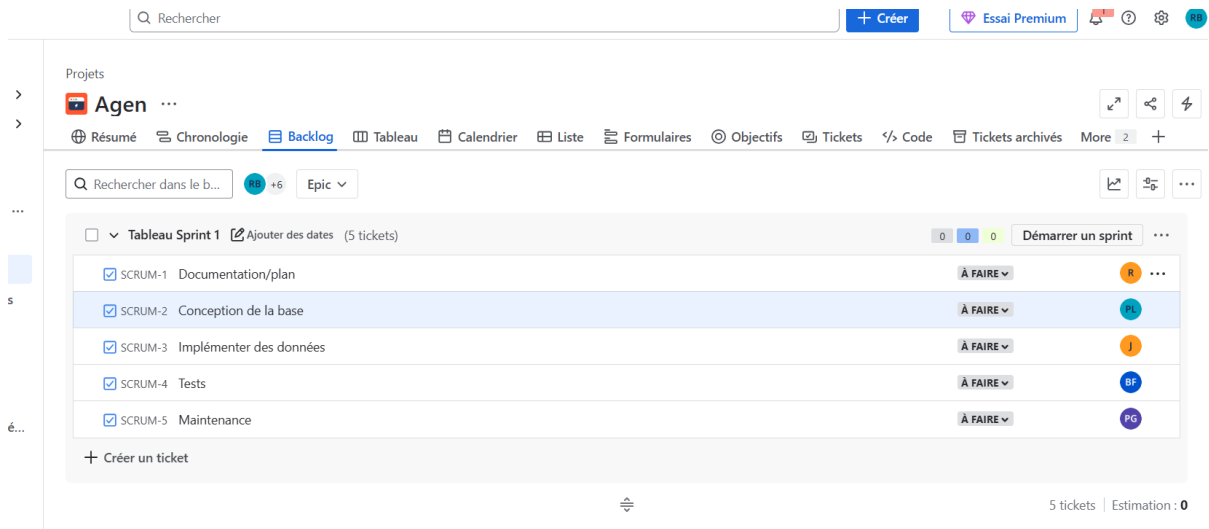 Rechercher
Créer
Essai Premium
RB
Projets
Agen
Résumé Chronologie Backlog Tableau Calendrier Liste Formulaires Objectifs Tickets Code Tickets archivés More 2
Rechercher dans le b... RB +6 Epic
Tableau Sprint 1 Ajouter des dates (5 tickets) 0 0 0 Démarrer un sprint
SCRUM-1 Documentation/plan À FAIRE R
s
SCRUM-2 Conception de la base À FAIRE PL
SCRUM-3 Implémenter des données À FAIRE J
SCRUM-4 Tests À FAIRE BF
SCRUM-5 Maintenance À FAIRE PG
é...
Créer un ticket
5 tickets Estimation : 0